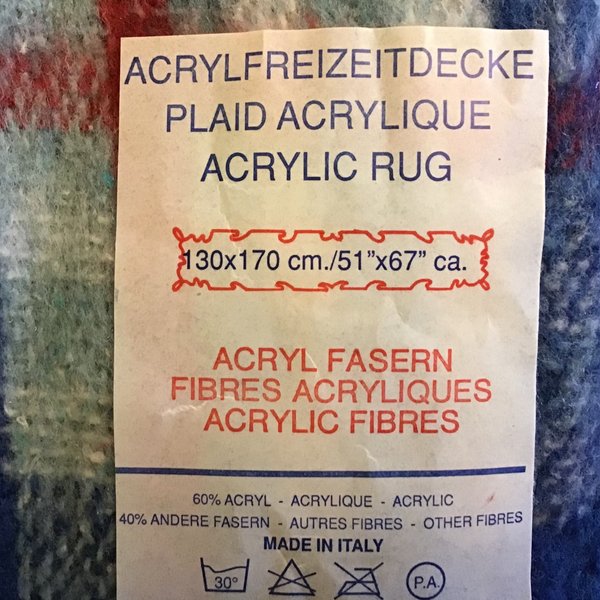 ACRYLFREIZEITDECKE
PLAID ACRYLIQUE
ACRYLIC RUG
130x170 cm./51”x67” ca.
ACRYL FASERN
FIBRES ACRYLIQUES
ACRYLIC FIBRES
60% ACRYL - ACRYLIQUE - ACRYLIC
40% ANDERE FASERN - AUTRES FIBRES - OTHER FIBRES
MADE IN ITALY
30° P.A.